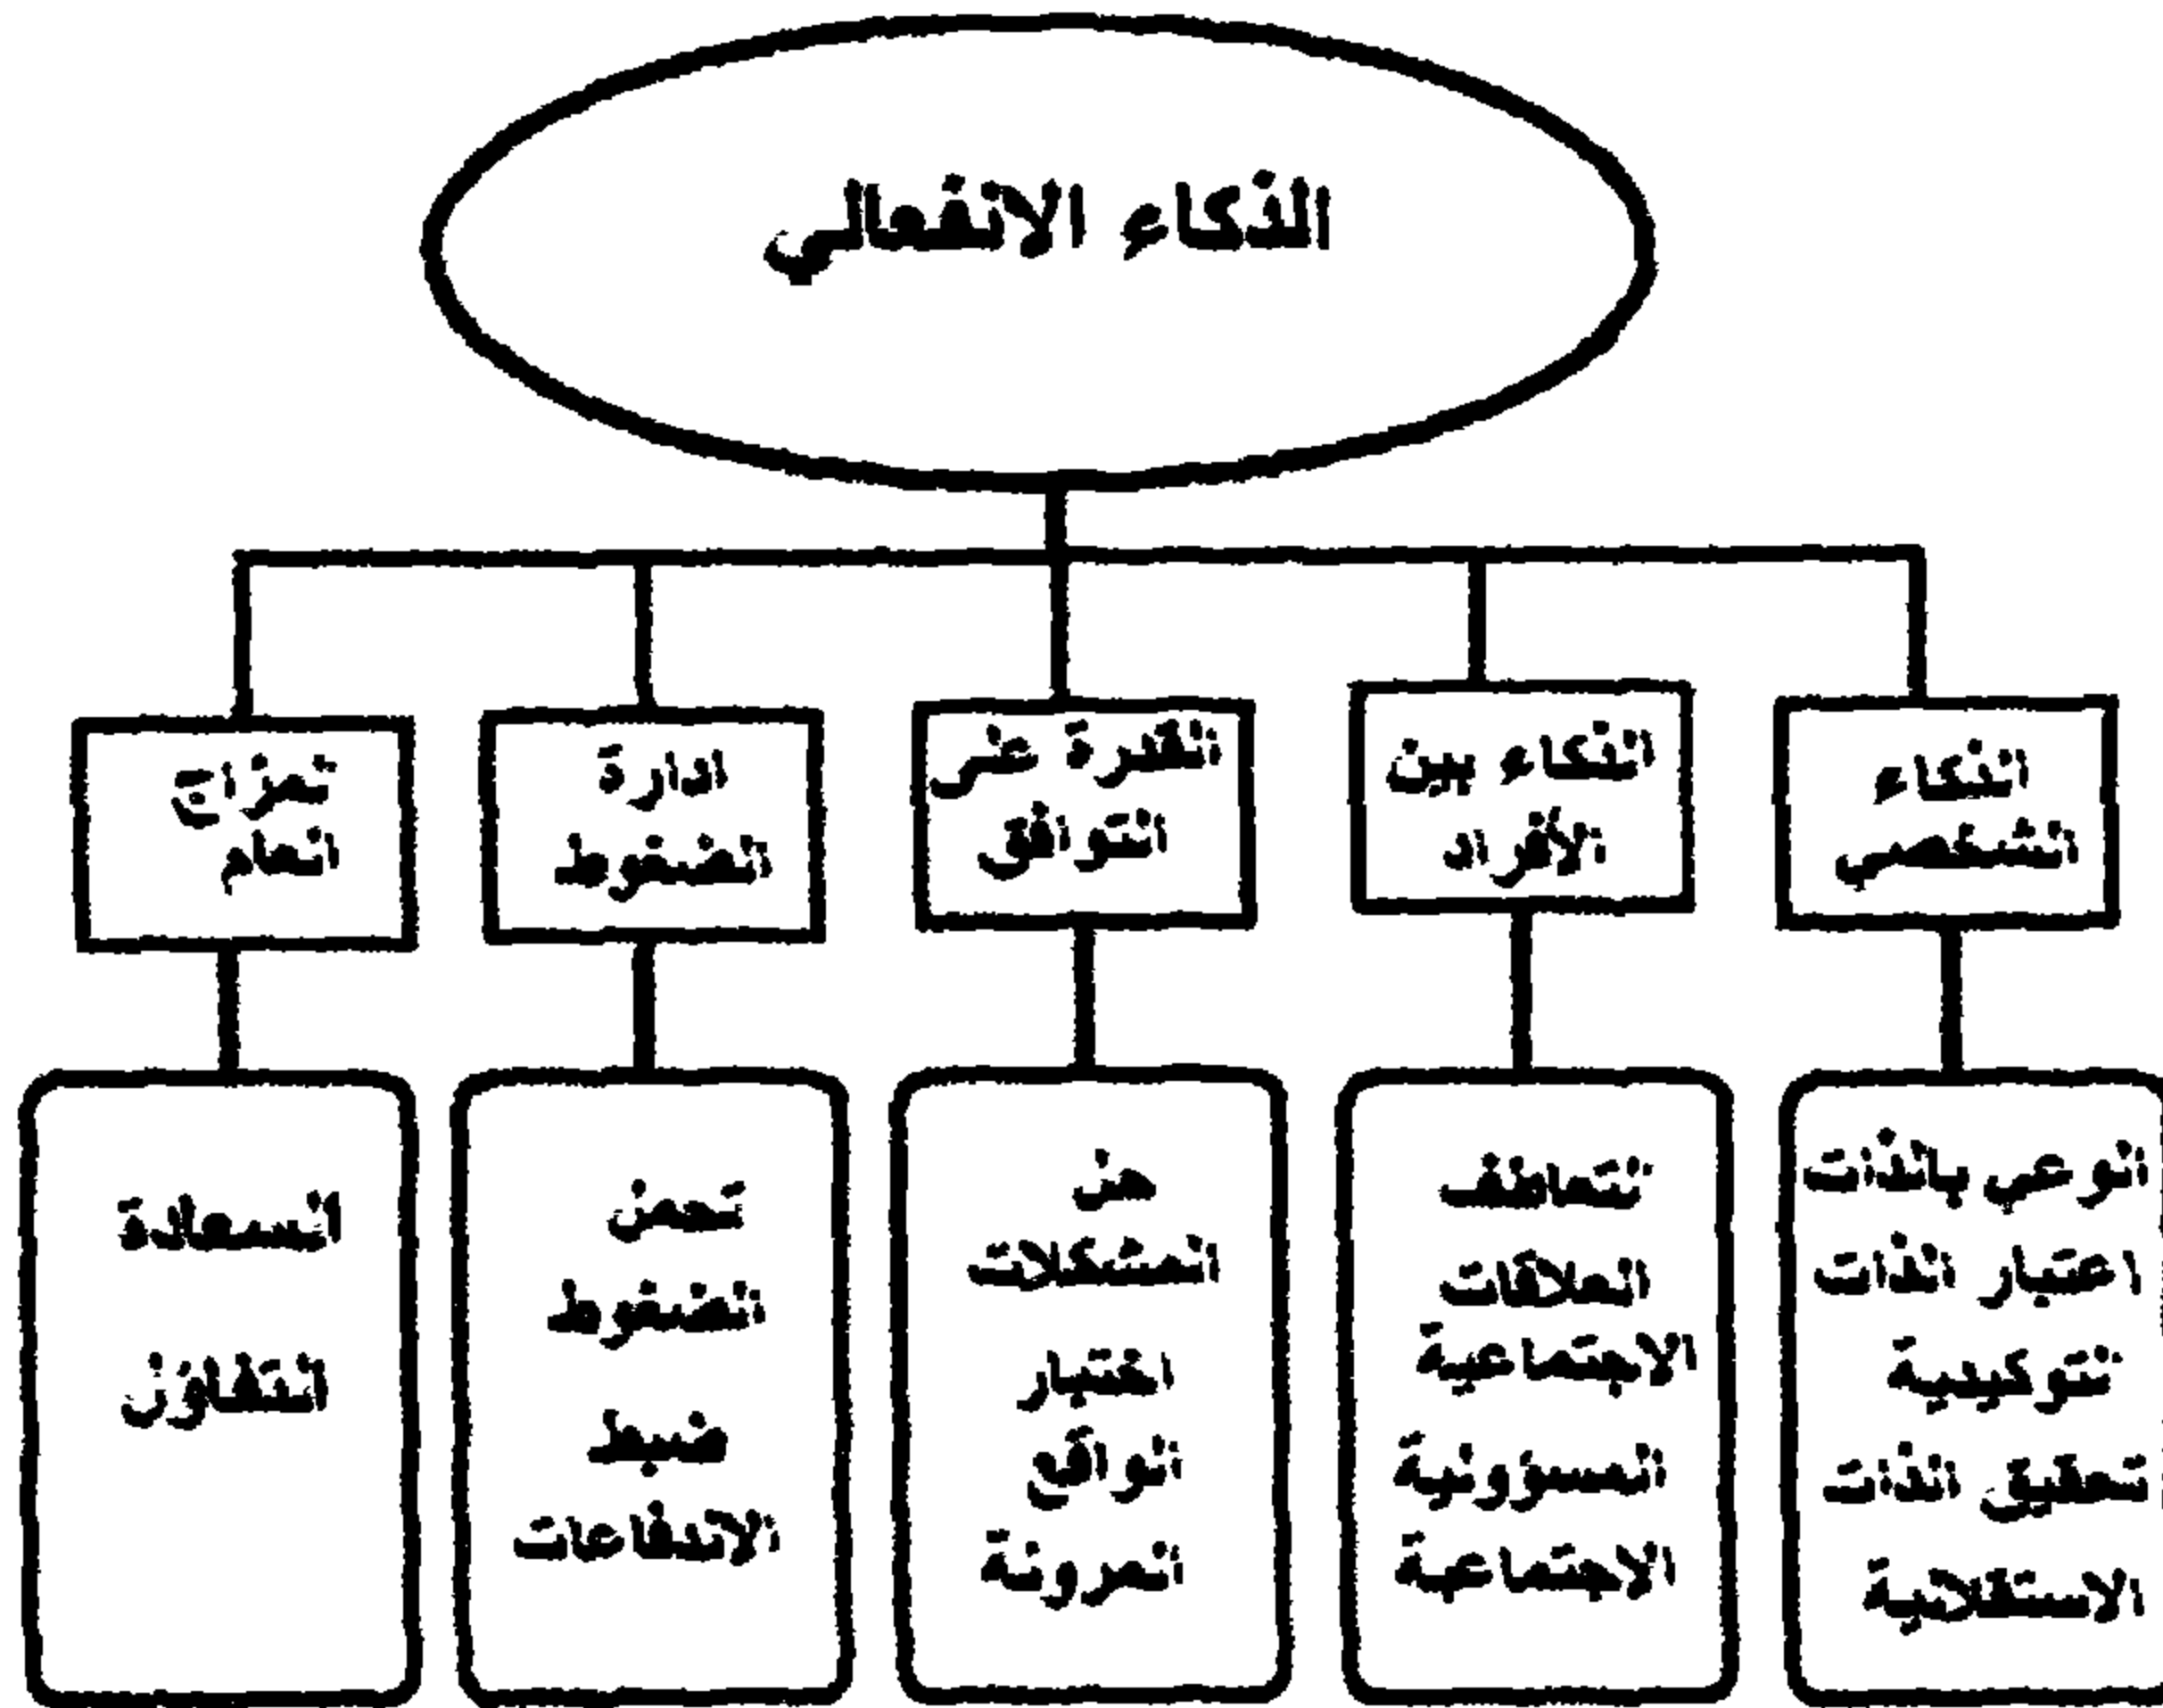 الذكاء الانفعالي
الذكاء
الشخصي
الذكاء بين
الأفراد
القدرة على
التوافق
ادارة
الضغوط
المزاج
العام
الوعي بالذات
اعتبار الذات
التوكيدية
تحقيق الذات
الاستقلالية
التعاطف
العلاقات
الاجتماعية
المسؤولية
الاجتماعية
حل
المشكلات
اختبار
الواقع
المرونة
تحمل
الضغوط
ضبط
الاندفاعات
السعادة
التفاؤل